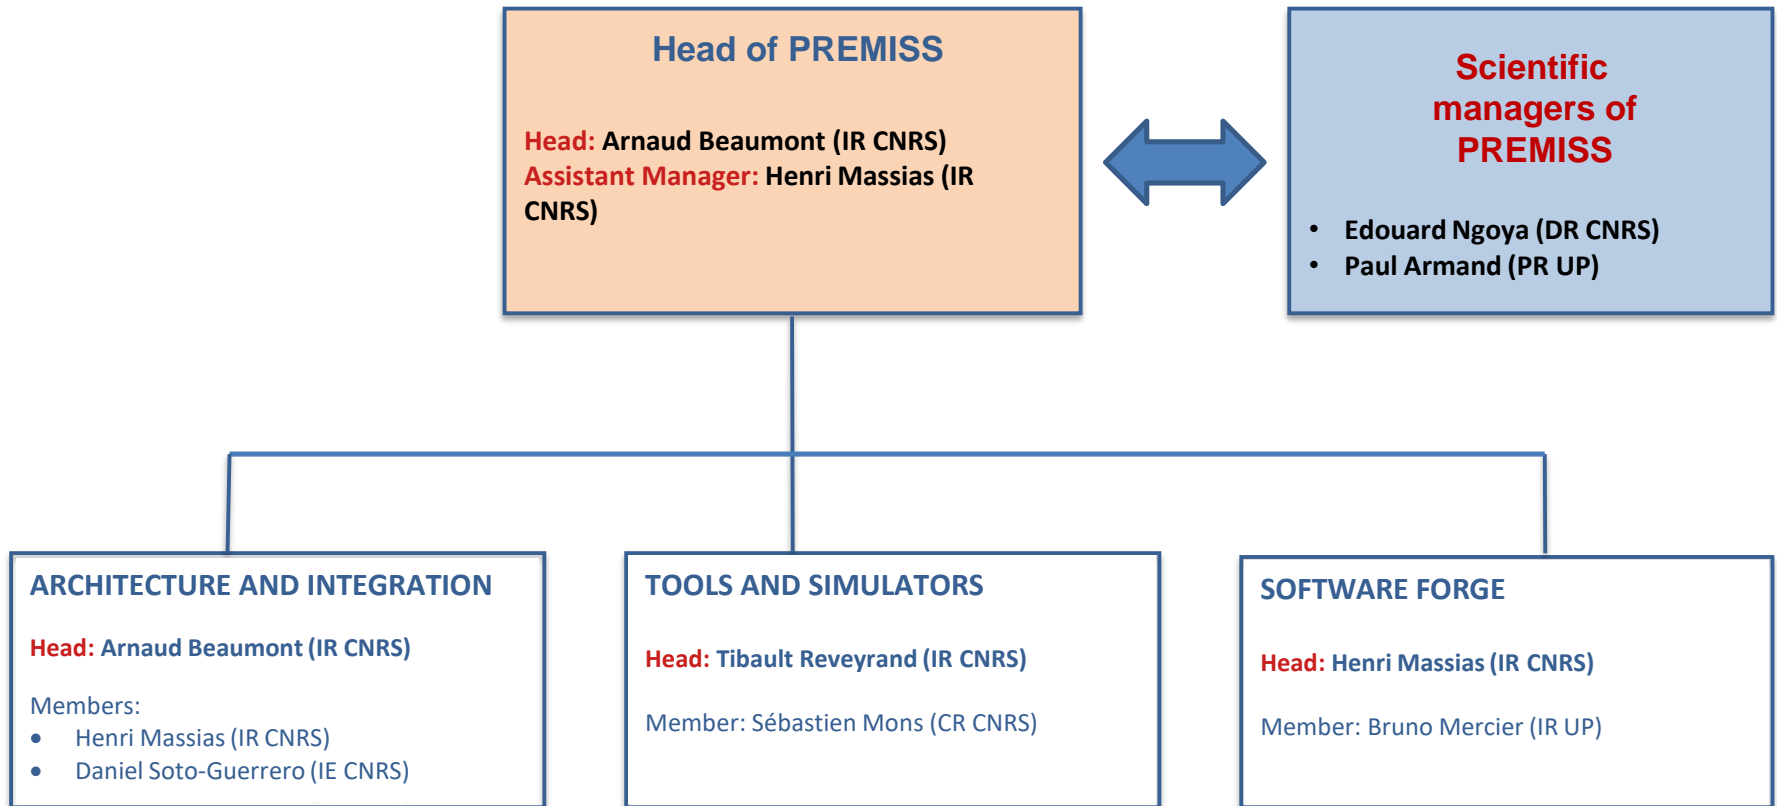 Head of PREMISS
Head: Arnaud Beaumont (IR CNRS)
Assistant Manager: Henri Massias (IR
CNRS)
Scientific
managers of
PREMISS
• Edouard Ngoya (DR CNRS)
• Paul Armand (PR UP)
ARCHITECTURE AND INTEGRATION
Head: Arnaud Beaumont (IR CNRS)
Members:
• Henri Massias (IR CNRS)
• Daniel Soto-Guerrero (IE CNRS)
TOOLS AND SIMULATORS
Head: Tibault Reveyrand (IR CNRS)
Member: Sébastien Mons (CR CNRS)
SOFTWARE FORGE
Head: Henri Massias (IR CNRS)
Member: Bruno Mercier (IR UP)